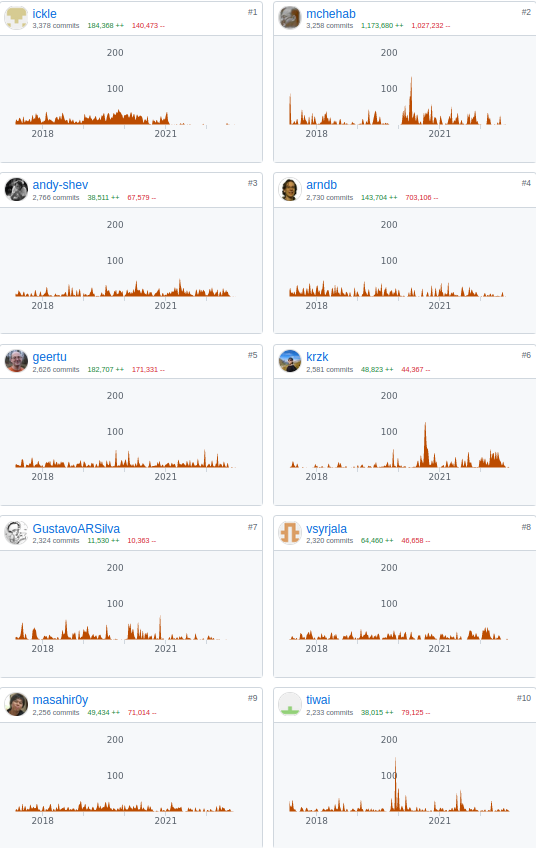 ickle #1
3,378 commits 184,368 ++ 140,473 --
200
100
2018 2021
mchehab #2
3,258 commits 1,173,680 ++ 1,027,232 --
200
100
2018 2021
andy-shev #3
2,766 commits 38,511 ++ 67,579 --
200
100
2018 2021
arndb #4
2,730 commits 143,704 ++ 703,106 --
200
100
2018 2021
geertu #5
2,626 commits 182,707 ++ 171,331 --
200
100
2018 2021
krzk #6
2,581 commits 48,823 ++ 44,367 --
200
100
2018 2021
GustavoARSilva #7
2,324 commits 11,530 ++ 10,363 --
200
100
2018 2021
vsyrjala #8
2,320 commits 64,460 ++ 46,658 --
200
100
2018 2021
masahir0y #9
2,256 commits 49,434 ++ 71,014 --
200
100
2018 2021
tiwai #10
2,233 commits 38,015 ++ 79,125 --
200
100
2018 2021